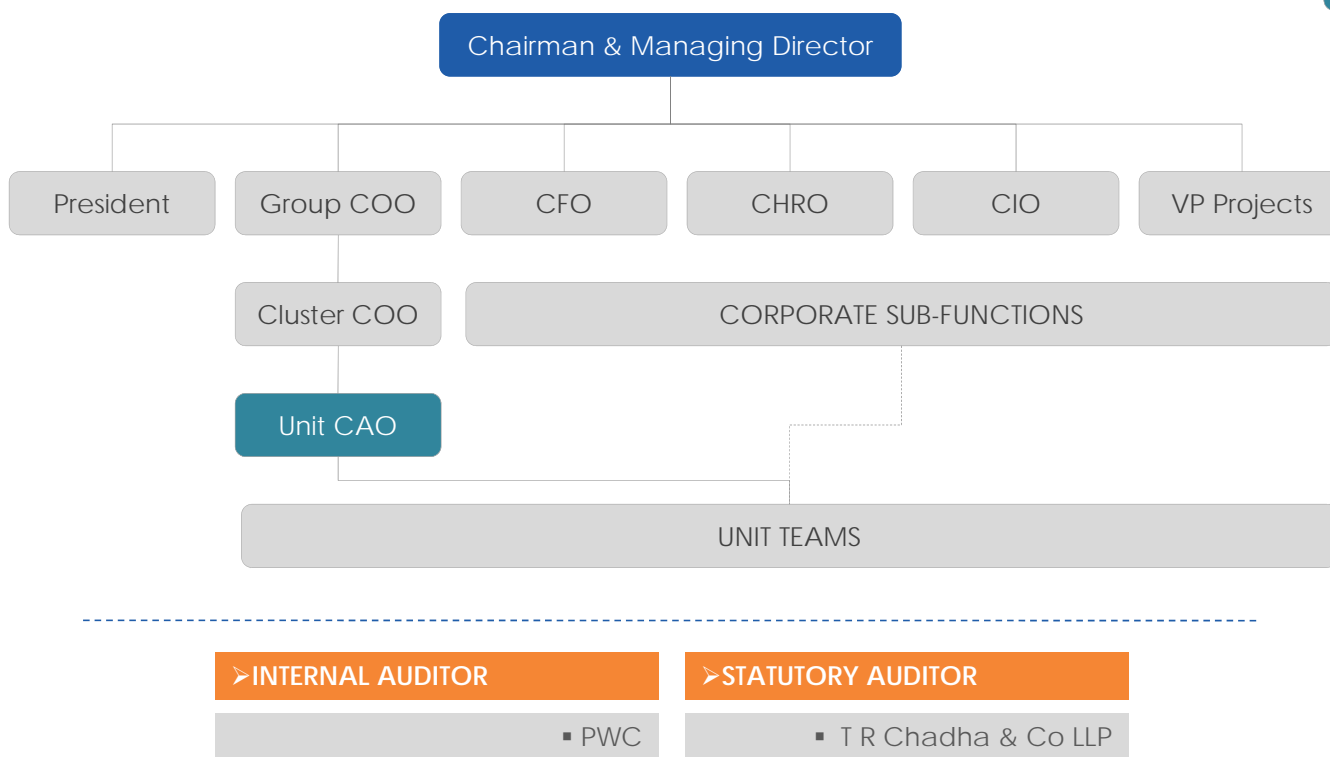 Chairman & Managing Director
President
Group COO
CFO
CHRO
CIO
VP Projects
Cluster COO
CORPORATE SUB-FUNCTIONS
Unit CAO
UNIT TEAMS
➢INTERNAL AUDITOR
➢STATUTORY AUDITOR
▪ PWC
▪ T R Chadha & Co LLP